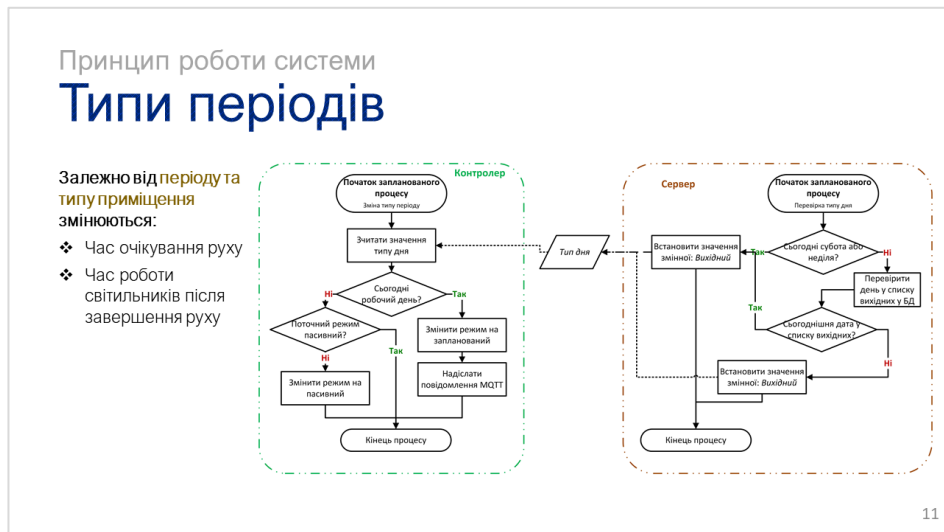 Принцип роботи системи
Типи періодів
Залежно від періоду та
типу приміщення
змінюються:
❖ Час очікування руху
❖ Час роботи
світильників після
завершення руху
Контролер
Початок запланованого
процесу
Зміна типу періоду
Зчитати значення
типу дня
Сьогодні
робочий день?
Ні
Так
Поточний режим
пасивний?
Ні
Так
Змінити режим на
пасивний
Змінити режим на
запланований
Надіслати
повідомлення MQTT
Кінець процесу
Тип дня
Сервер
Початок запланованого
процесу
Перевірка типу дня
Сьогодні субота або
неділя?
Так
Ні
Встановити значення
змінної: Вихідний
Перевірити
день у списку
вихідних у БД
Сьогоднішня дата у
списку вихідних?
Так
Ні
Встановити значення
змінної: Вихідний
Кінець процесу
11